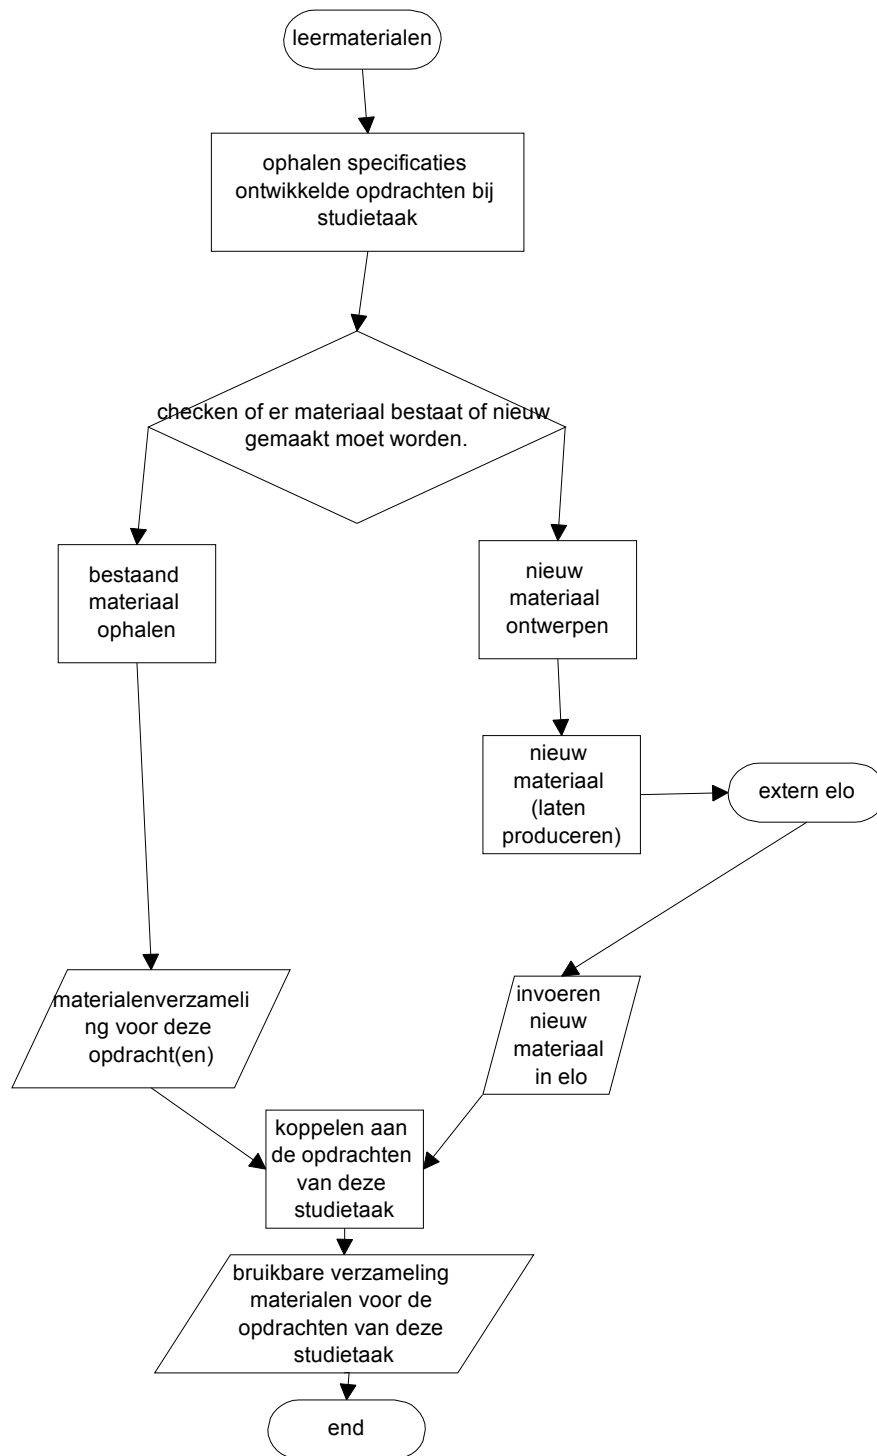 leermaterialen
ophalen specificaties
ontwikkelde opdrachten bij
studietaak
checken of er materiaal bestaat of nieuw
gemaakt moet worden.
bestaand
materiaal
ophalen
nieuw
materiaal
ontwerpen
nieuw
materiaal
(laten
produceren)
extern elo
materialenverzameli
ng voor deze
opdracht(en)
invoeren
nieuw
materiaal
in elo
koppelen aan
de opdrachten
van deze
studietaak
bruikbare verzameling
materialen voor de
opdrachten van deze
studietaak
end